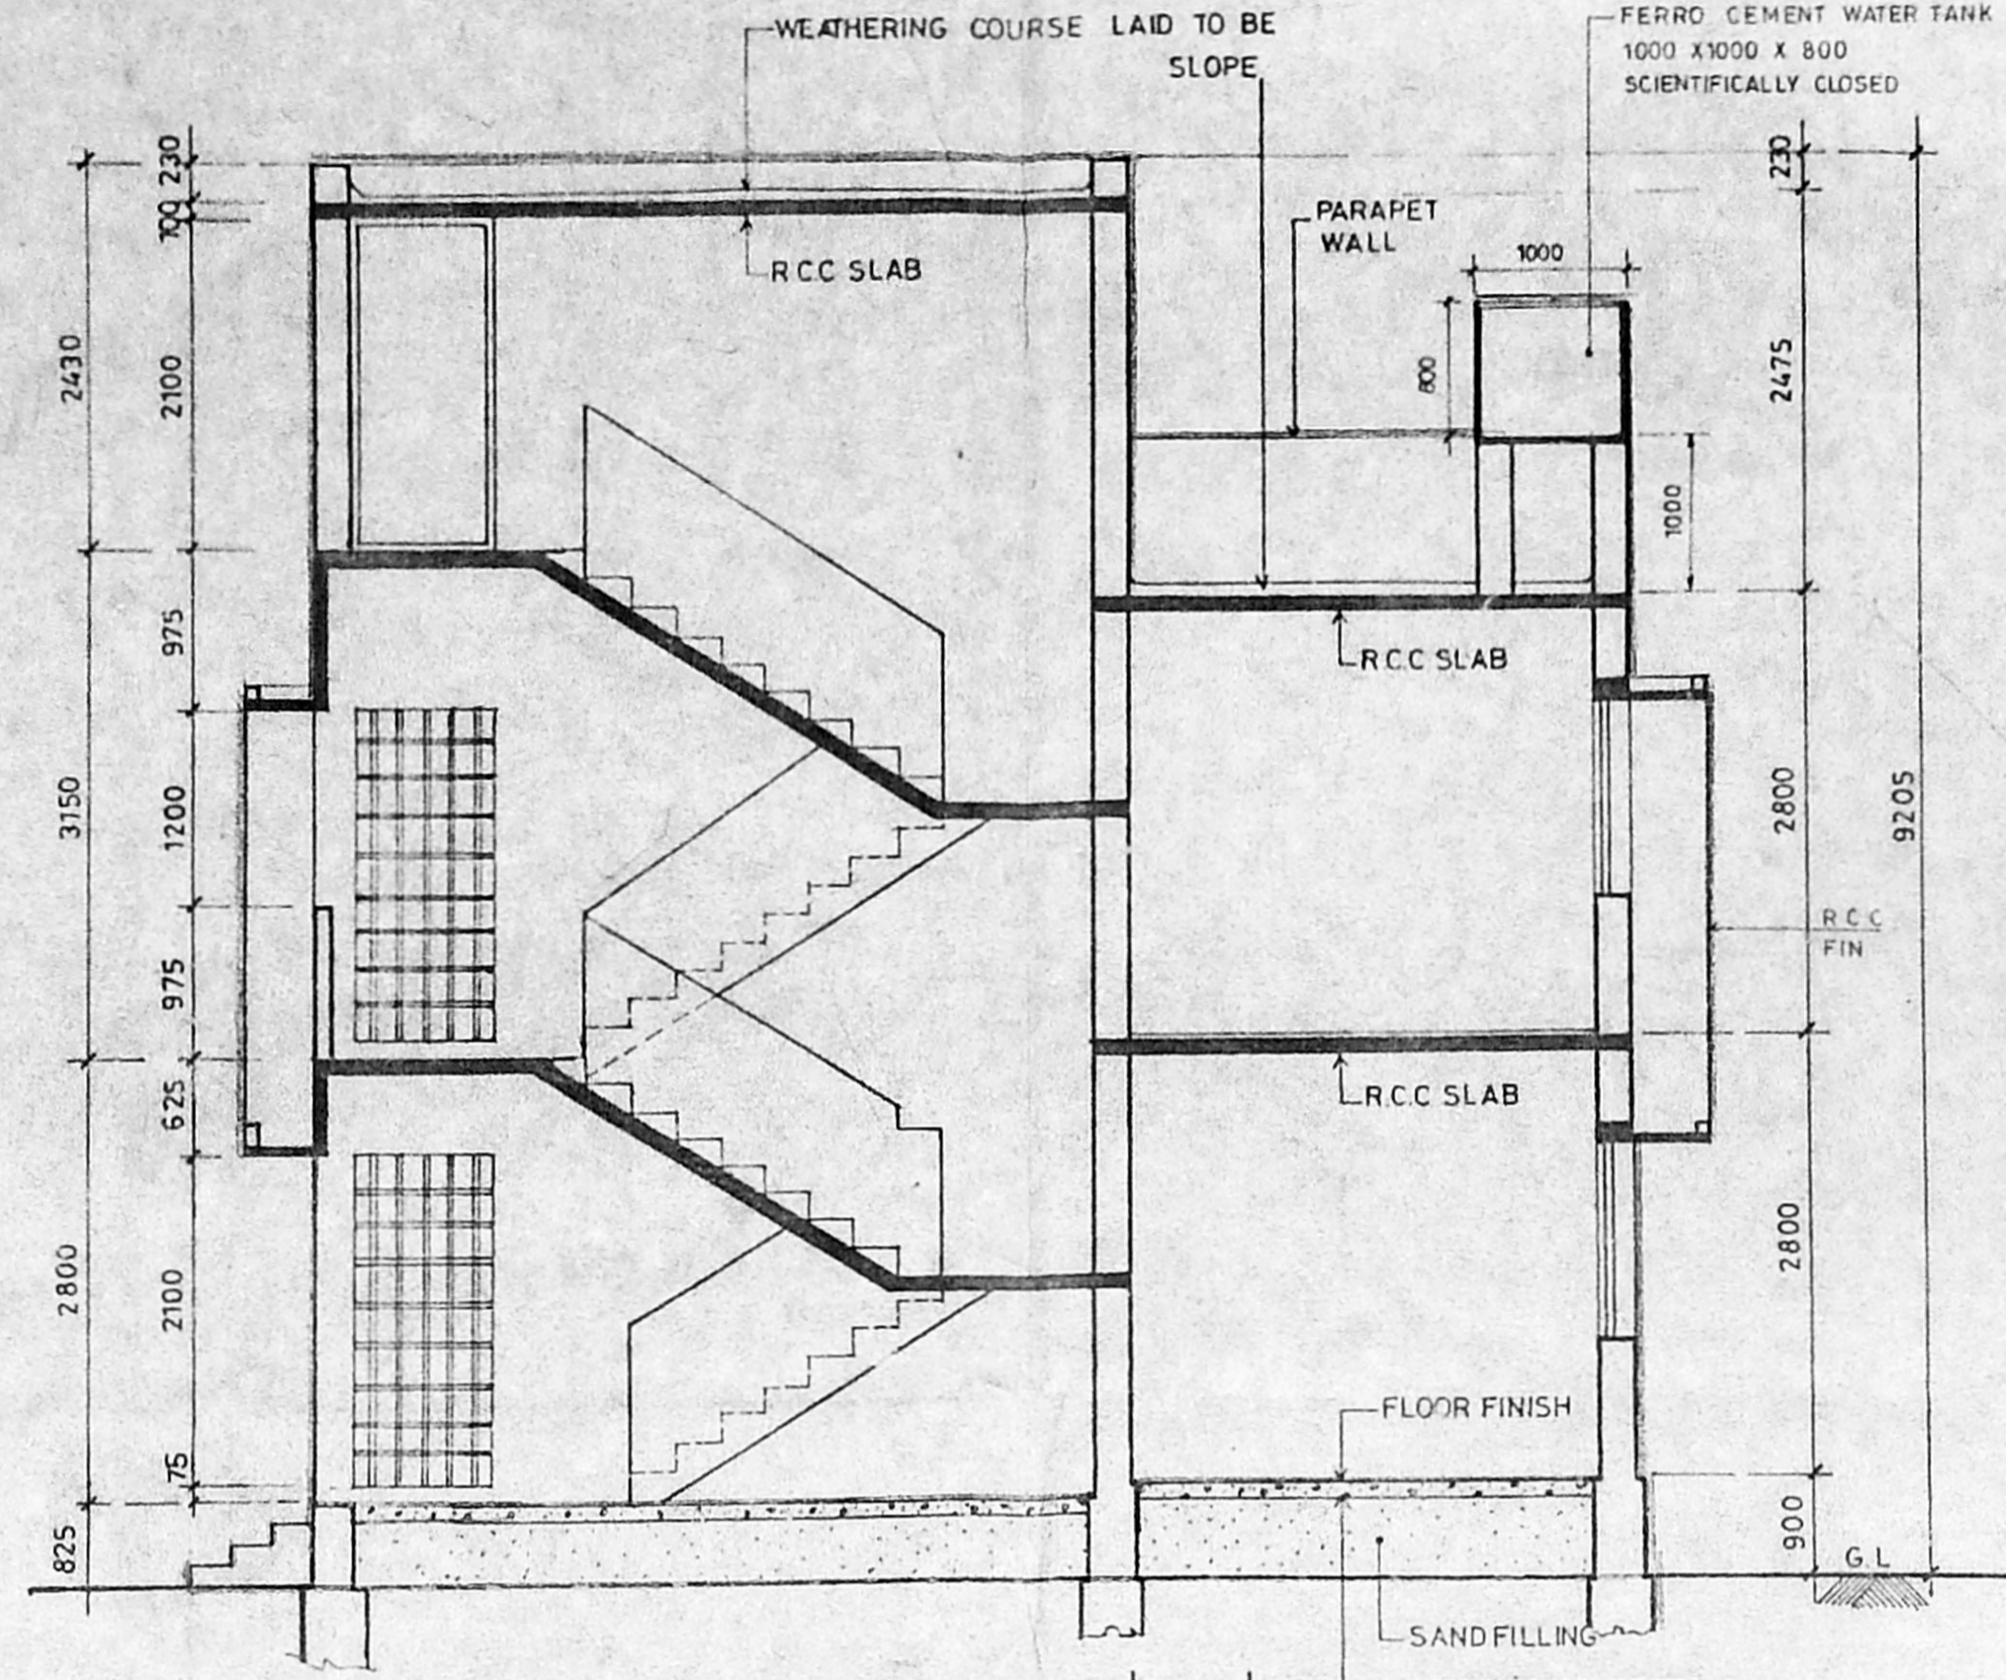 WEATHERING COURSE LAID TO BE
SLOPE
FERRO CEMENT WATER TANK
1000 X1000 X 800
SCIENTIFICALLY CLOSED
230
100
2430
2100
R.C.C SLAB
PARAPET
WALL
1000
800
1000
230
2475
975
3150
1200
975
R.C.C SLAB
2800
9205
R C C
FIN
625
R.C.C SLAB
2800
2100
2800
75
FLOOR FINISH
825
900
G.L
SAND FILLING